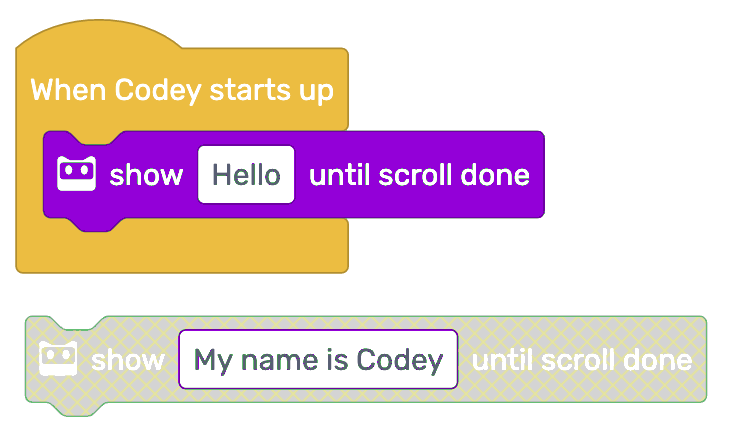 When Codey starts up
show Hello until scroll done
show My name is Codey until scroll done